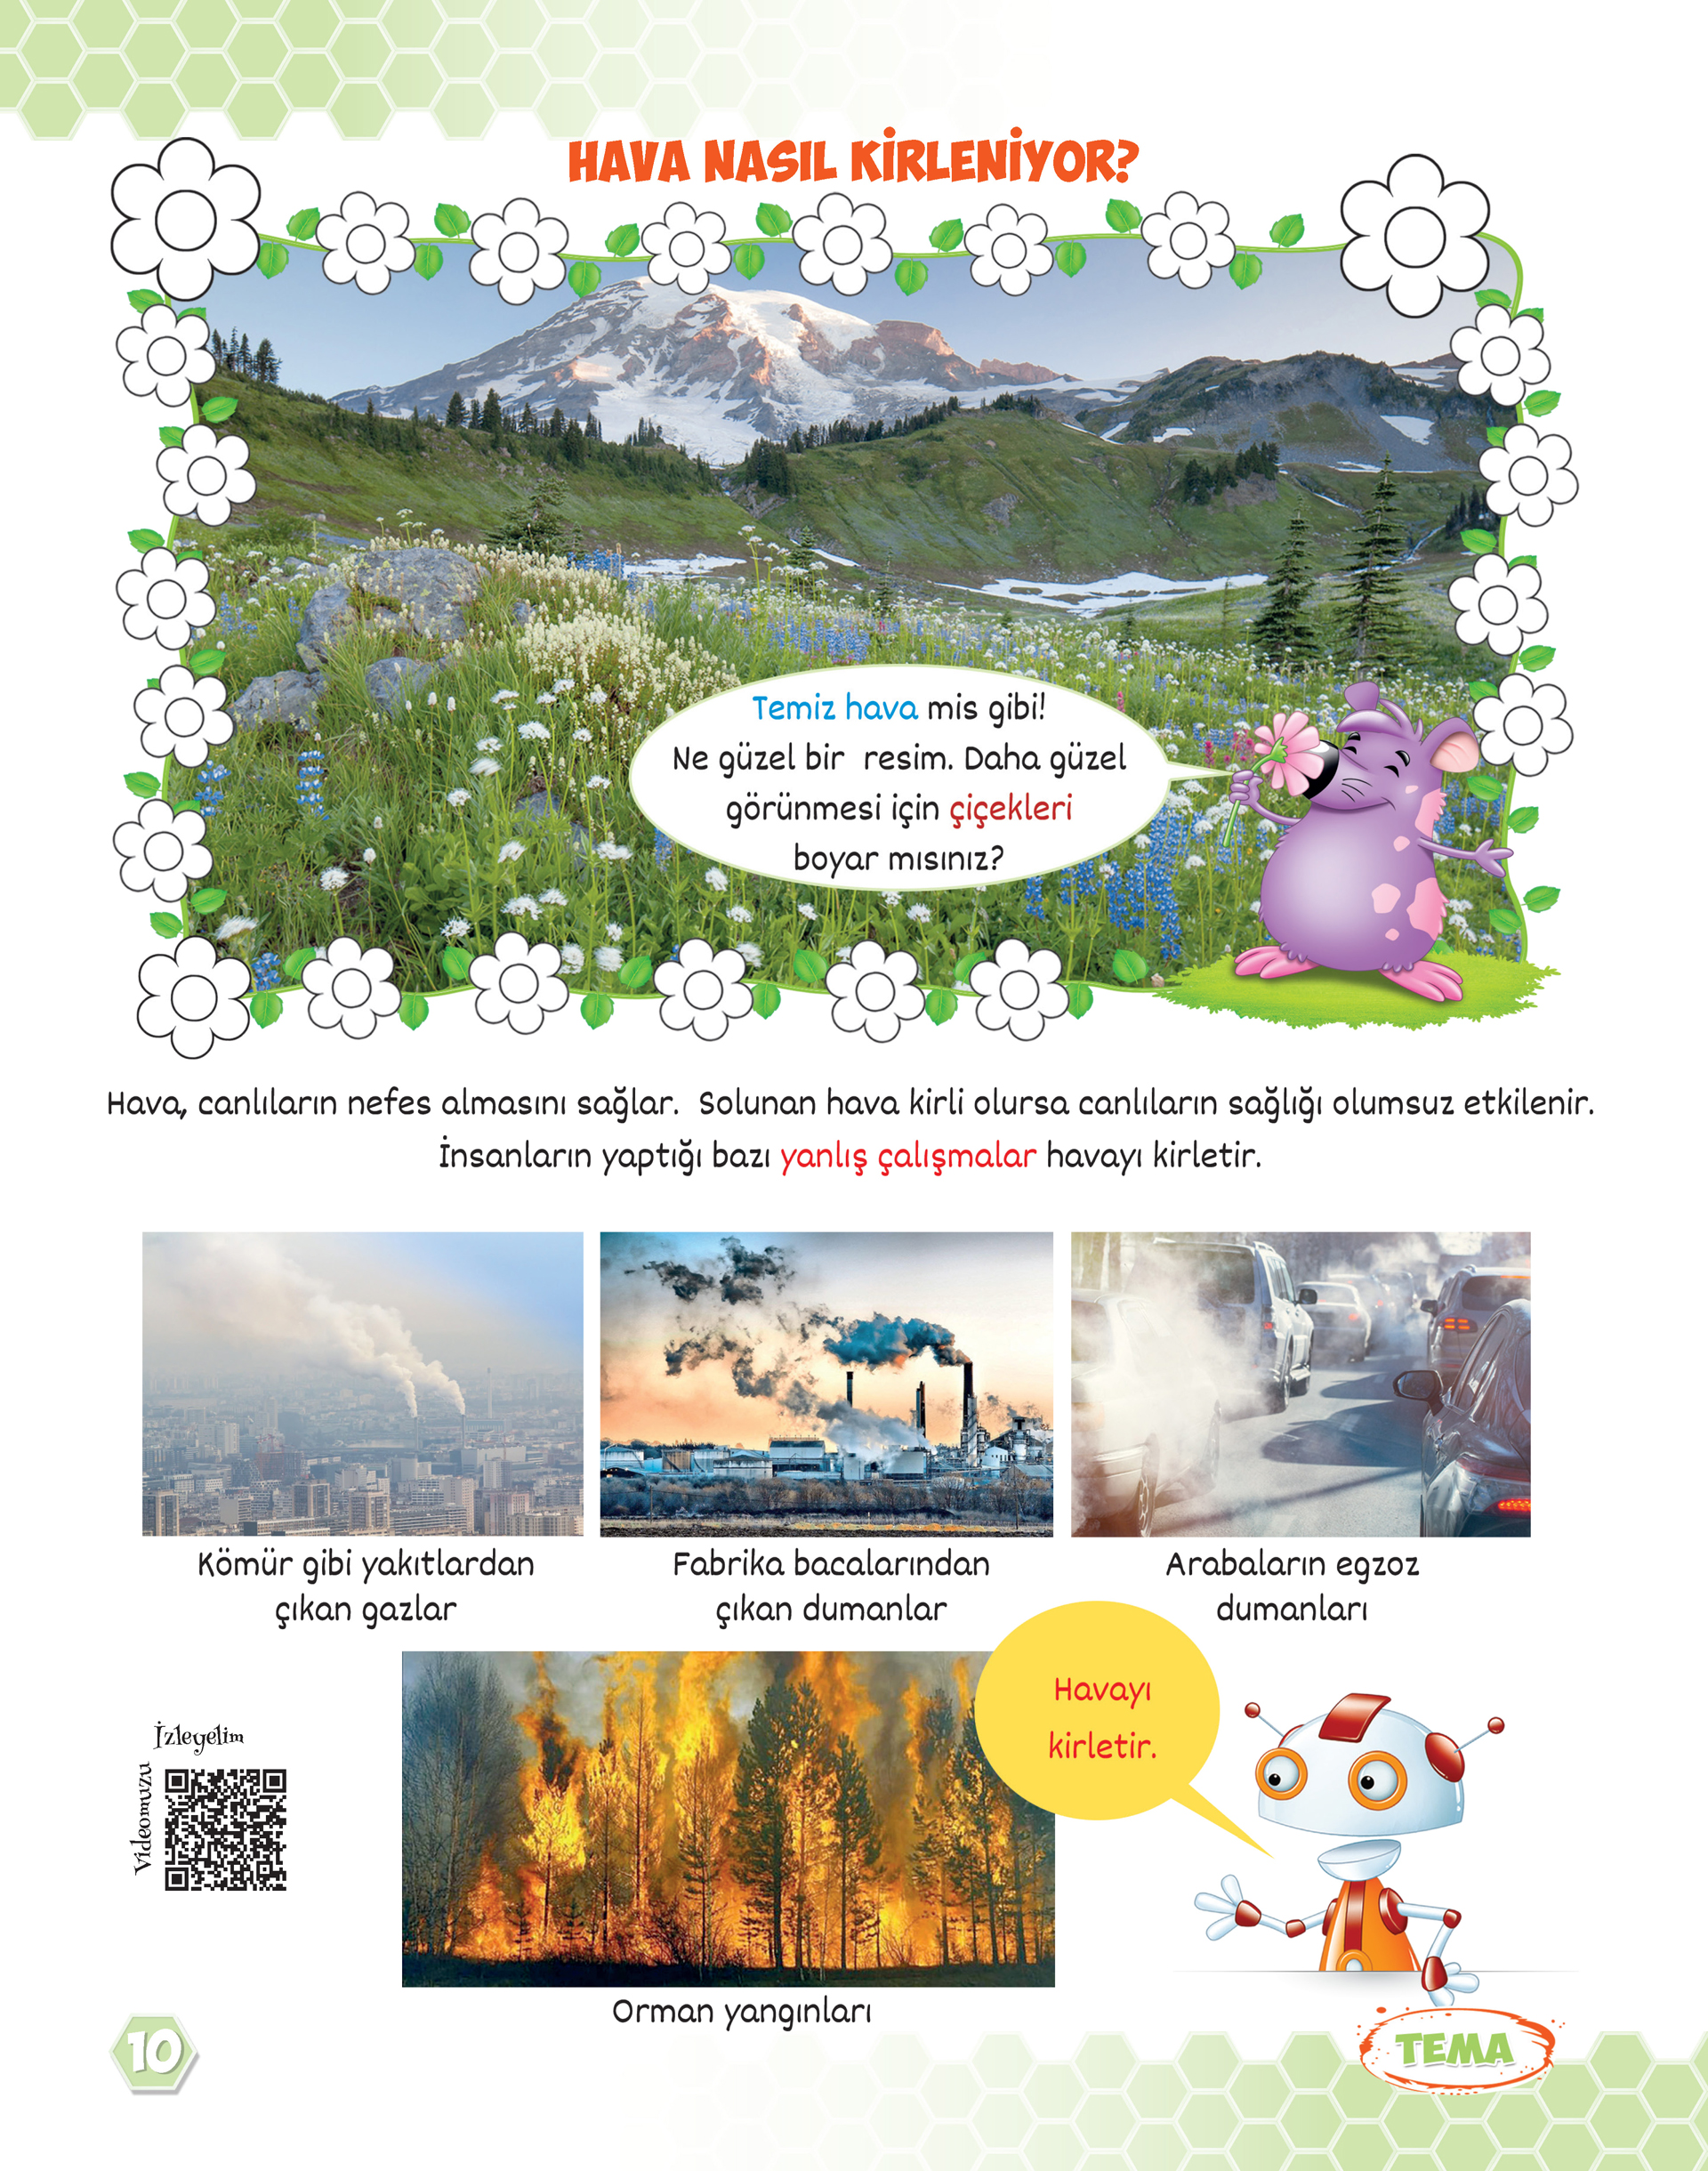 HAVA NASIL KİRLENİYOR?
Temiz hava mis gibi!
Ne güzel bir resim. Daha güzel
görünmesi için çiçekleri
boyar mısınız?
Hava, canlıların nefes almasını sağlar. Solunan hava kirli olursa canlıların sağlığı olumsuz etkilenir.
İnsanların yaptığı bazı yanlış çalışmalar havayı kirletir.
Kömür gibi yakıtlardan
çıkan gazlar
Fabrika bacalarından
çıkan dumanlar
Arabaların egzoz
dumanları
Havayı
kirletir.
Videomuzu
İzleyelim
Orman yangınları
10
TEMA